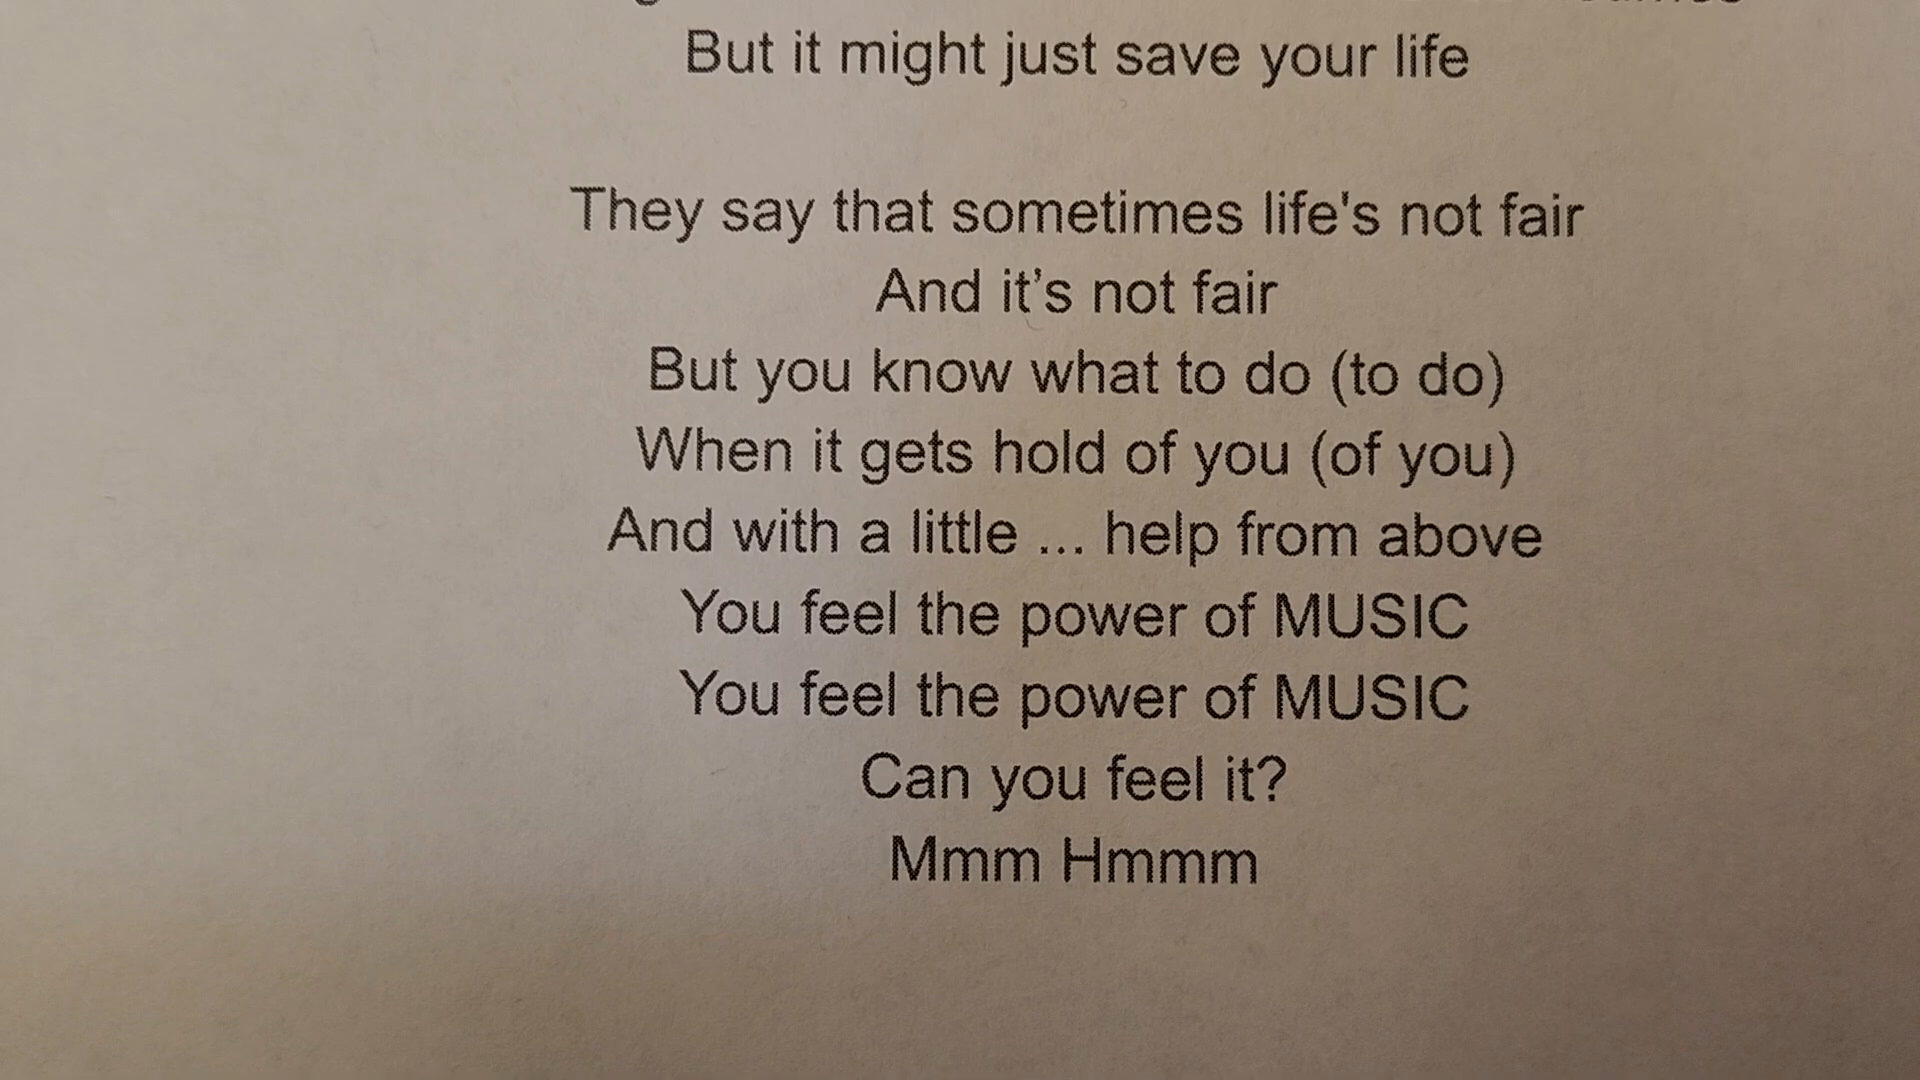 But it might just save your life
They say that sometimes life's not fair
And it’s not fair
But you know what to do (to do)
When it gets hold of you (of you)
And with a little ... help from above
You feel the power of MUSIC
You feel the power of MUSIC
Can you feel it?
Mmm Hmmm